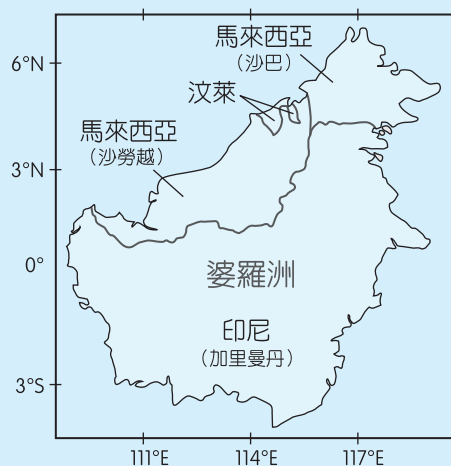 馬來西亞
(沙巴)
6°N
汶萊
馬來西亞
(沙勞越)
3°N
0°
婆羅洲
印尼
(加里曼丹)
3°S
111°E
114°E
117°E